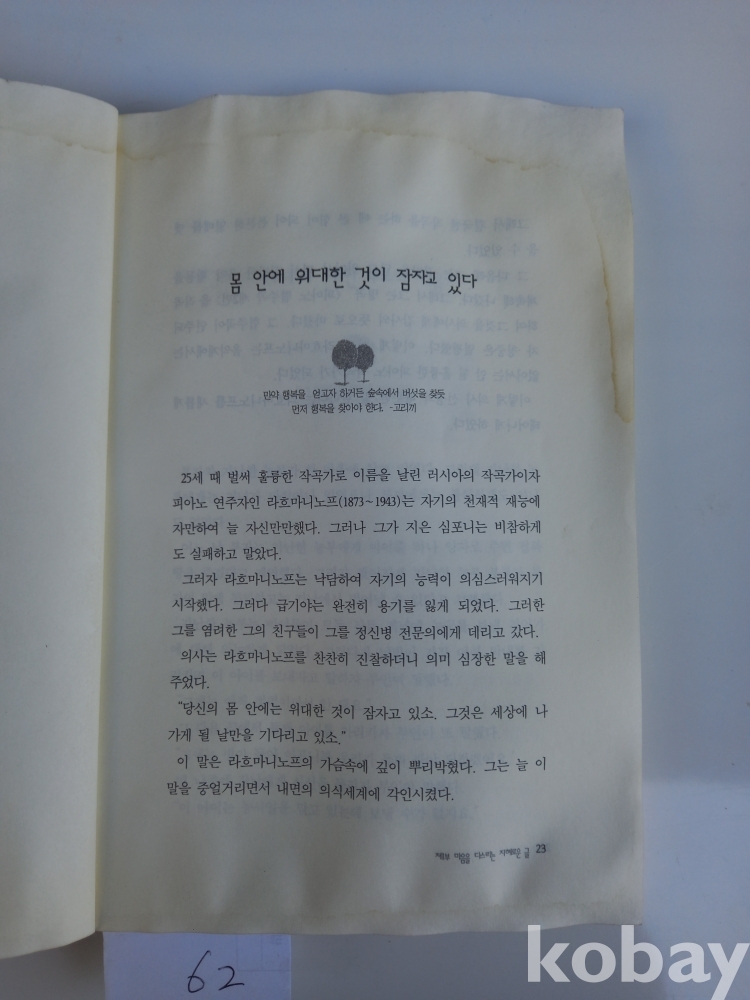 몸 안에 위대한 것이 잠자고 있다
만약 행복을 얻고자 하거든 숲속에서 버섯을 찾듯
먼저 행복을 찾아야 한다. -고리끼
25세 때 벌써 훌륭한 작곡가로 이름을 날린 러시아의 작곡가이자
피아노 연주자인 라흐마니노프(1873~1943)는 자기의 천재적 재능에
자만하여 늘 자신만만했다. 그러나 그가 지은 심포니는 비참하게
도 실패하고 말았다.
그러자 라흐마니노프는 낙담하여 자기의 능력이 의심스러워지기
시작했다. 그러다 급기야는 완전히 용기를 잃게 되었다. 그러한
그를 염려한 그의 친구들이 그를 정신병 전문의에게 데리고 갔다.
의사는 라흐마니노프를 찬찬히 진찰하더니 의미 심장한 말을 해
주었다.
"당신의 몸 안에는 위대한 것이 잠자고 있소. 그것은 세상에 나
가게 될 날만을 기다리고 있소."
이 말은 라흐마니노프의 가슴속에 깊이 뿌리박혔다. 그는 늘 이
말을 중얼거리면서 내면의 의식세계에 각인시켰다.
마음을 다스리는 지혜로운 글 23
62
kobay